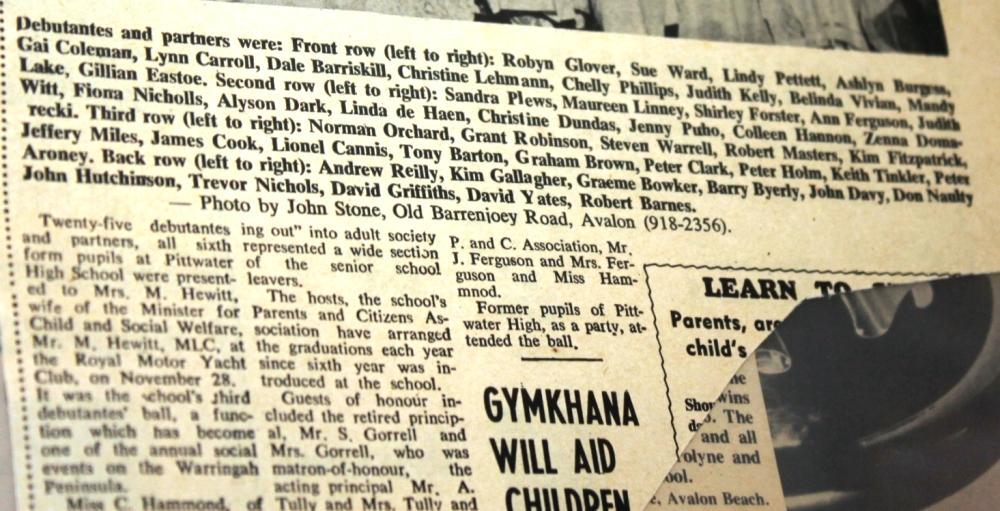 Debutantes and partners were: Front row (left to right): Robyn Glover, Sue Ward, Lindy Pettett, Ashlyn Burgess,
Gai Coleman, Lynn Carroll, Dale Barriskill, Christine Lehmann, Chelly Phillips, Judith Kelly, Belinda Vivian, Mandy
Lake, Gillian Eastoe. Second row (left to right): Sandra Plews, Maureen Linney, Shirley Forster, Ann Ferguson, Judith
Witt, Fiona Nicholls, Alyson Dark, Linda de Haen, Christine Dundas, Jenny Puho, Colleen Hannon, Zenna Doma-
recki. Third row (left to right): Norman Orchard, Grant Robinson, Steven Warrell, Robert Masters, Kim Fitzpatrick,
Jeffery Miles, James Cook, Lionel Cannis, Tony Barton, Graham Brown, Peter Clark, Peter Holm, Keith Tinkler, Peter
Aroney. Back row (left to right): Andrew Reilly, Kim Gallagher, Graeme Bowker, Barry Byerly, John Davy, Don Naulty
John Hutchinson, Trevor Nichols, David Griffiths, David Yates, Robert Barnes.
— Photo by John Stone, Old Barrenjoey Road, Avalon (918-2356).
Twenty-five debutantes
and partners, all sixth
form pupils at Pittwater
High School were present-
ed to Mrs. M. Hewitt,
wife of the Minister for
Child and Social Welfare,
Mr. M. Hewitt, MLC, at
the Royal Motor Yacht
Club, on November 28.
It was the school's third
debutantes' ball, a func-
tion which has become
one of the annual social
events on the Warringah
Peninsula.
Miss C. Hammond, of
ing out" into adult society
represented a wide section
of the senior school
leavers.
The hosts, the school's
Parents and Citizens As-
sociation have arranged
the graduations each year
since sixth year was in-
troduced at the school.
Guests of honour in-
cluded the retired princip-
al, Mr. S. Gorrell and
Mrs. Gorrell, who was
matron-of-honour, the
acting principal Mr. A.
Tully and Mrs. Tully and
P. and C. Association, Mr.
J. Ferguson and Mrs. Fer-
guson and Miss Ham-
mnod.
Former pupils of Pitt-
water High, as a party, at-
tended the ball.
GYMKHANA
WILL AID
CHILDREN
LEARN TO
Parents, are
child's
he
Show wins
The
and all
olyne and
ool.
Avalon Beach.